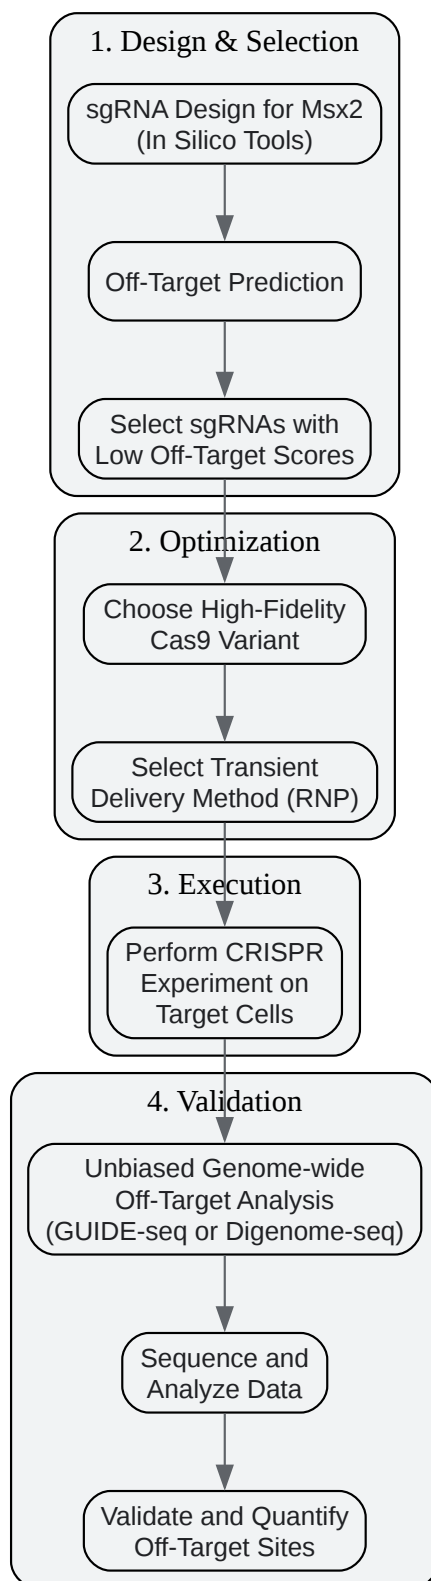 1. Design & Selection
sgRNA Design for Msx2
(In Silico Tools)
Off-Target Prediction
Select sgRNAs with
Low Off-Target Scores
2. Optimization
Choose High-Fidelity
Cas9 Variant
Select Transient
Delivery Method (RNP)
3. Execution
Perform CRISPR
Experiment on
Target Cells
4. Validation
Unbiased Genome-wide
Off-Target Analysis
(GUIDE-seq or Digenome-seq)
Sequence and
Analyze Data
Validate and Quantify
Off-Target Sites